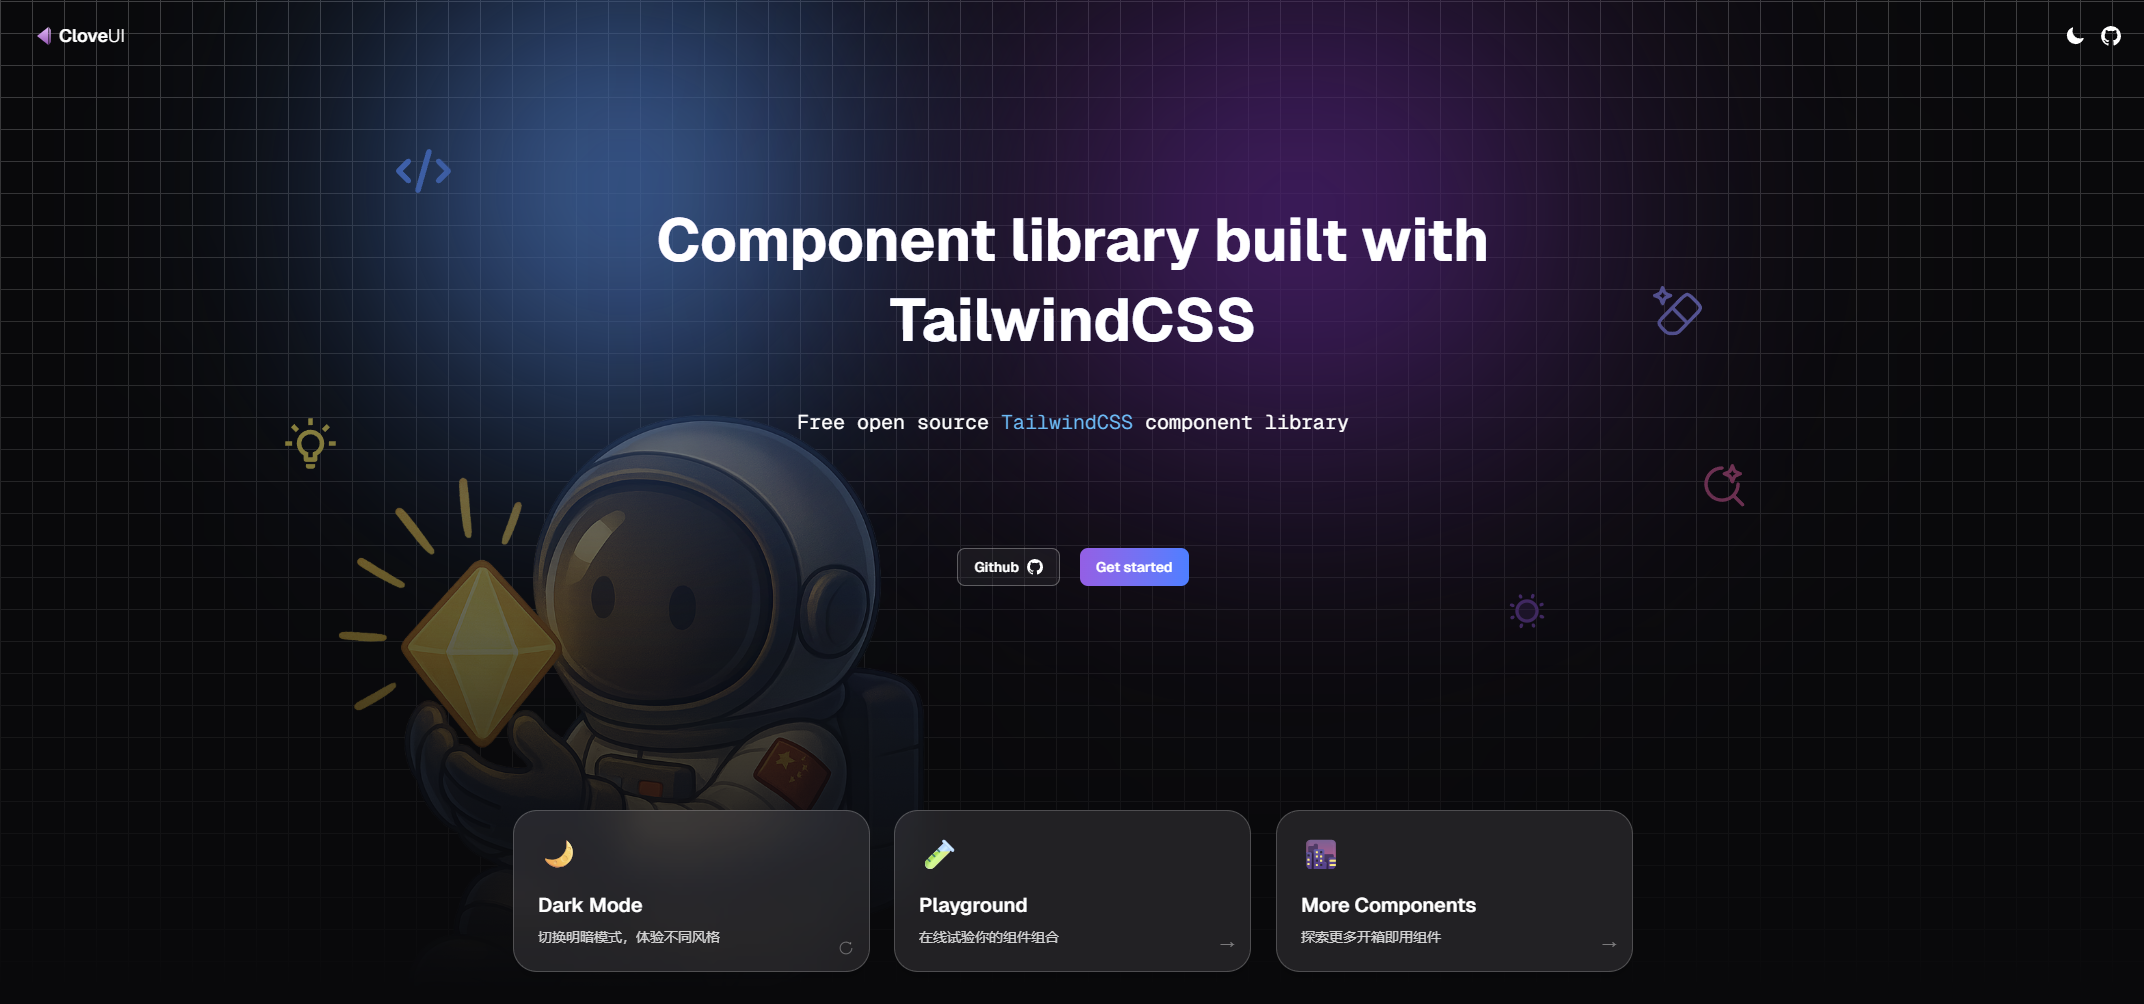 CloveUI
Component library built with
TailwindCSS
Free open source TailwindCSS component library
Github
Get started
Dark Mode
切换明暗模式，体验不同风格
Playground
在线试验你的组件组合
→
More Components
探索更多开箱即用组件
→